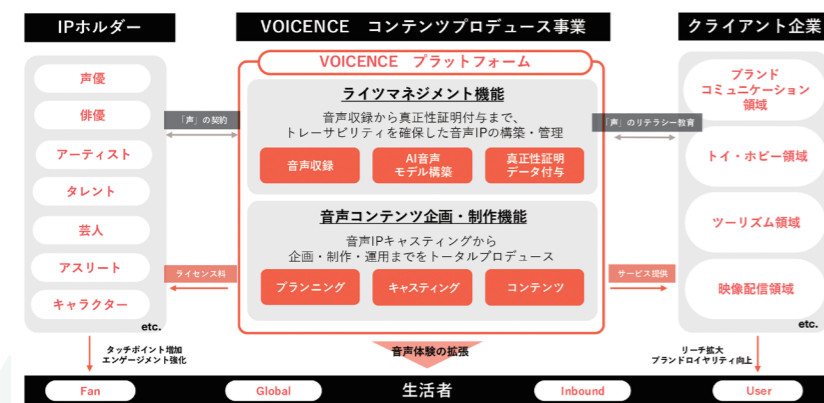 IPホルダー
VOICENCE コンテンツプロデュース事業
クライアント企業
声優
俳優
アーティスト
タレント
芸人
アスリート
キャラクター
etc.
「声」の契約
ライセンス料
VOICENCE プラットフォーム
ライツマネジメント機能
音声収録から真正性証明付与まで、
トレーサビリティを確保した音声IPの構築・管理
音声収録
AI音声
モデル構築
真正性証明
データ付与
音声コンテンツ企画・制作機能
音声IPキャスティングから
企画・制作・運用までをトータルプロデュース
プランニング
キャスティング
コンテンツ
「声」のリテラシー教育
サービス提供
ブランド
コミュニケーション
領域
トイ・ホビー領域
ツーリズム領域
映像配信領域
etc.
タッチポイント増加
エンゲージメント強化
音声体験の拡張
リーチ拡大
ブランドロイヤリティ向上
Fan
Global
生活者
Inbound
User